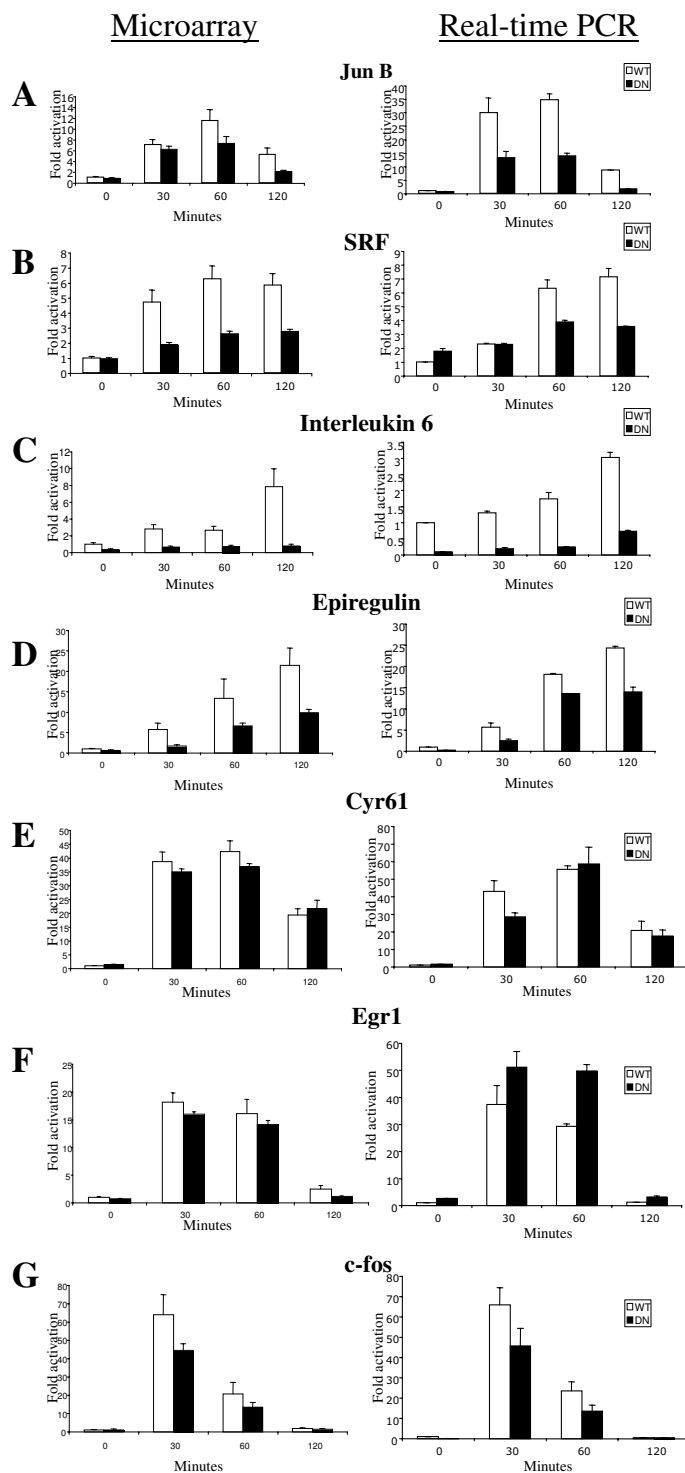 Microarray
Real-time PCR
Jun B
A
Fold activation
16
14
12
10
8
6
4
2
0
0
30
60
120
Minutes
Fold activation
40
35
30
25
20
15
10
5
0
0
30
60
120
Minutes
WT
DN
SRF
B
Fold activation
8
7
6
5
4
3
2
1
0
0
30
60
120
Minutes
Fold activation
9
8
7
6
5
4
3
2
1
0
0
30
60
120
Minutes
WT
DN
Interleukin 6
C
Fold activation
12
10
8
6
4
2
0
0
30
60
120
Minutes
Fold activation
3.5
3
2.5
2
1.5
1
0.5
0
0
30
60
120
Minutes
WT
DN
Epiregulin
D
Fold activation
30
25
20
15
10
5
0
0
30
60
120
Minutes
Fold activation
30
25
20
15
10
5
0
0
30
60
120
Minutes
WT
DN
Cyr61
E
Fold activation
50
45
40
35
30
25
20
15
10
5
0
0
30
60
120
Minutes
Fold activation
80
70
60
50
40
30
20
10
0
0
30
60
120
Minutes
WT
DN
Egr1
F
Fold activation
25
20
15
10
5
0
0
30
60
120
Minutes
Fold activation
60
50
40
30
20
10
0
0
30
60
120
Minutes
WT
DN
c-fos
G
Fold activation
80
70
60
50
40
30
20
10
0
0
30
60
120
Minutes
Fold activation
80
70
60
50
40
30
20
10
0
0
30
60
120
Minutes
WT
DN